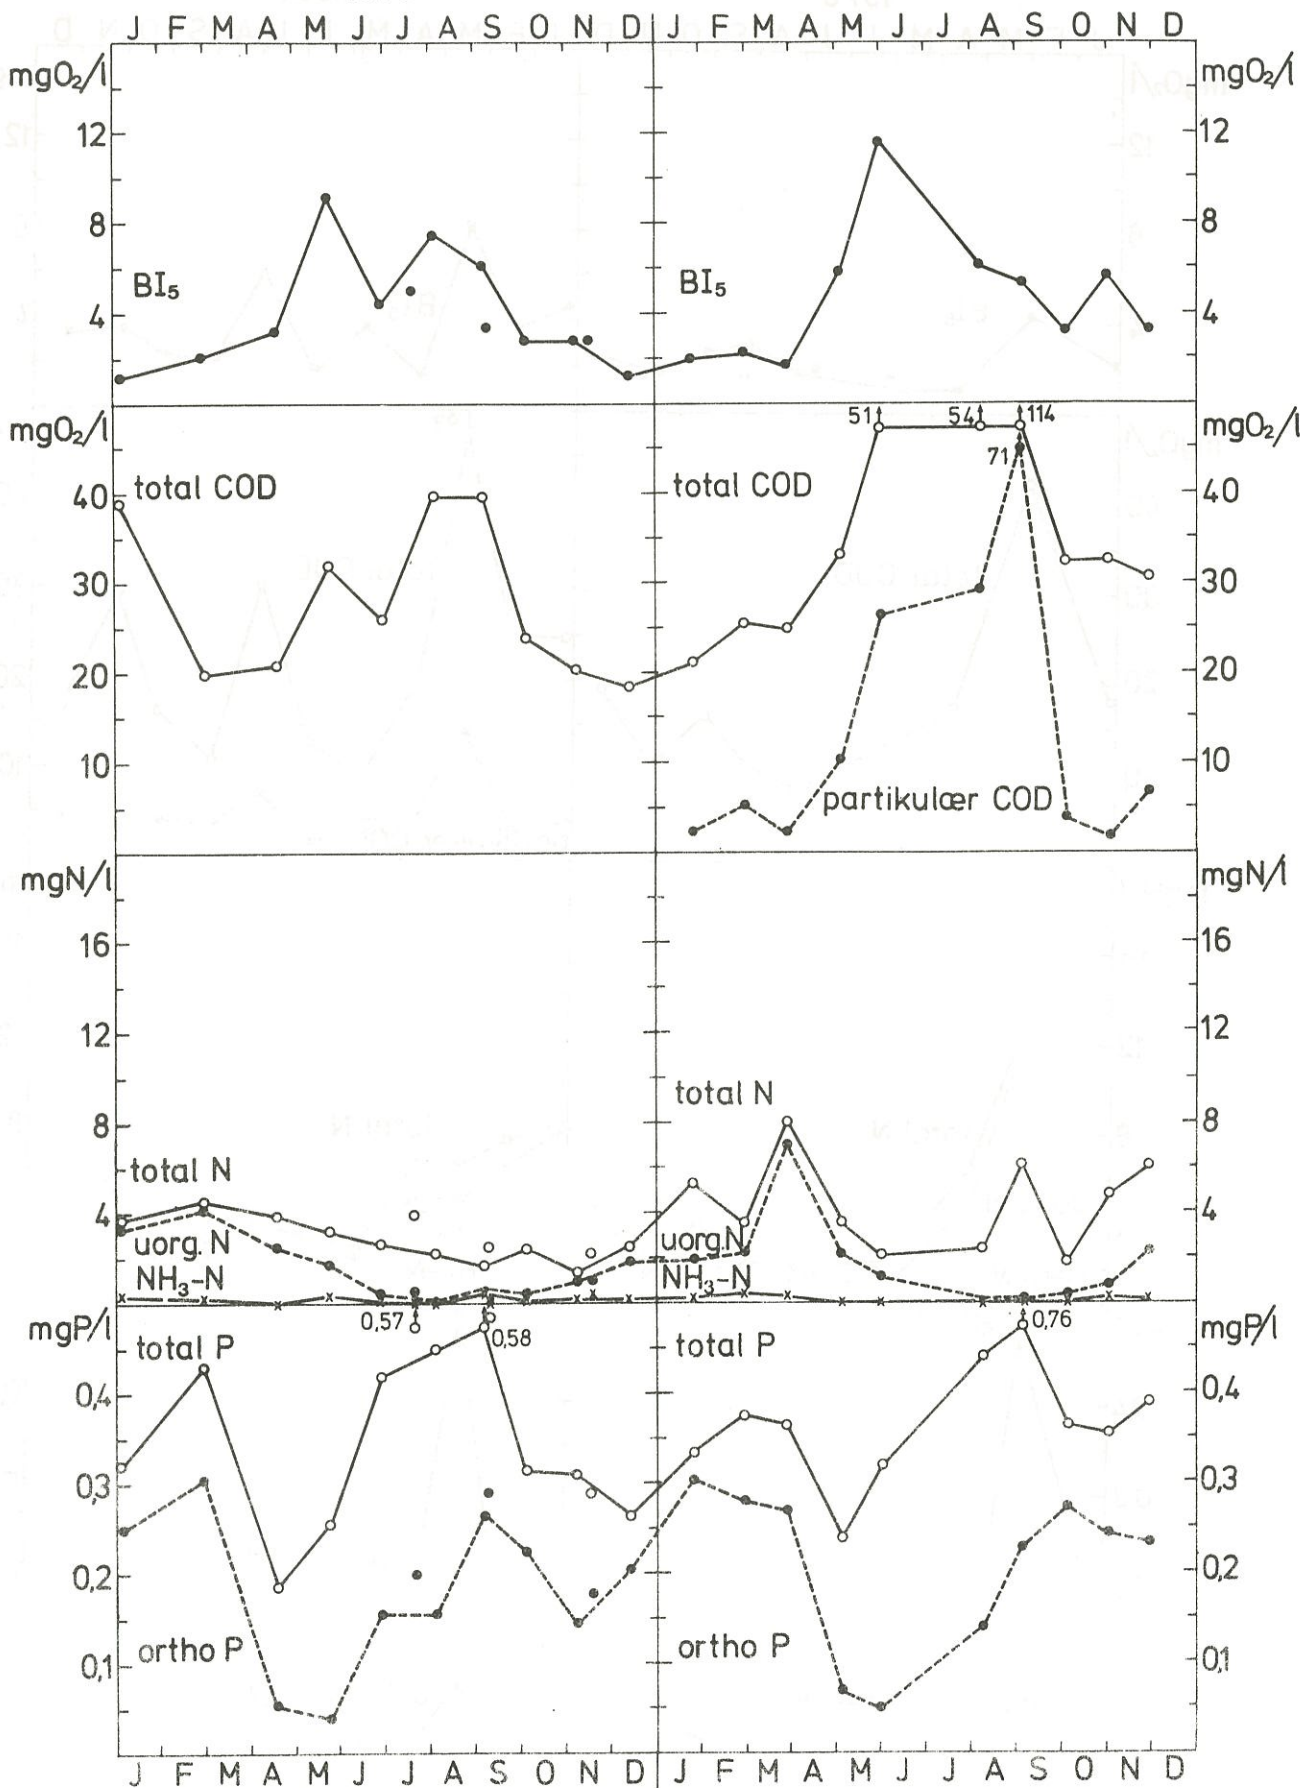 J F M A M J J A S O N D J F M A M J J A S O N D
mgO₂/l mgO₂/l
12 12
8 8
BI₅ BI₅
4 4
mgO₂/l 51 54 114 mgO₂/l
71
total COD total COD
40 40
30 30
20 20
10 10
partikulær COD
mgN/l mgN/l
16 16
12 12
total N
8 8
total N
4 4
uorg. N uorg. N
NH₃-N NH₃-N
mgP/l 0,57 0,58 0,76 mgP/l
total P total P
0,4 0,4
0,3 0,3
0,2 0,2
ortho P ortho P
0,1 0,1
J F M A M J J A S O N D J F M A M J J A S O N D